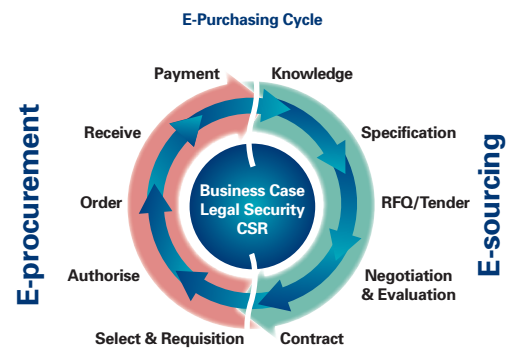 E-Purchasing Cycle
Payment
Knowledge
Receive
Specification
E-procurement
E-sourcing
Business Case
Legal Security
CSR
Order
RFQ/Tender
Authorise
Negotiation
& Evaluation
Select & Requisition
Contract